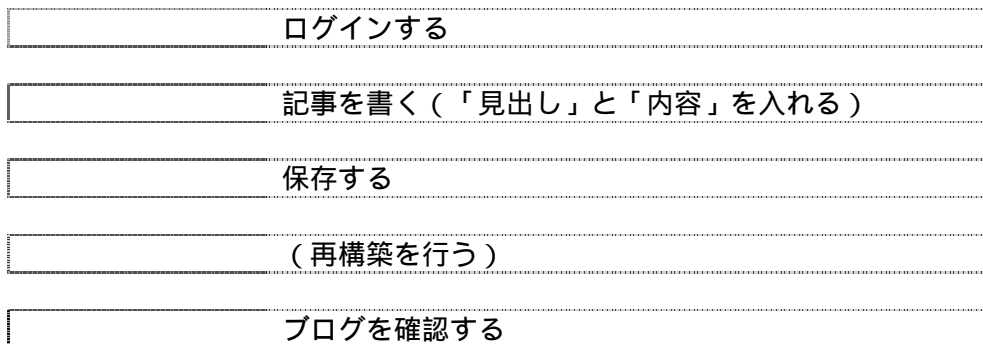 ログインする
記事を書く(「見出し」と「内容」を入れる)
保存する
(再構築を行う)
ブログを確認する